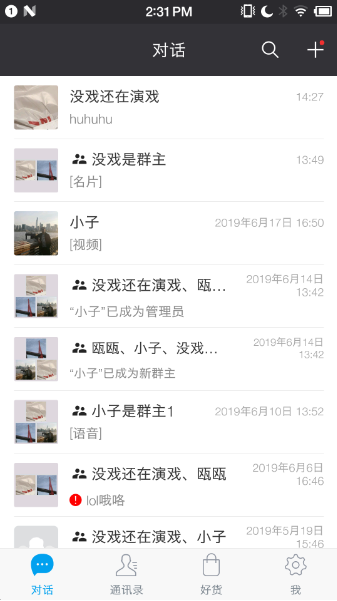 1 2:31 PM
对话
没戏还在演戏 14:27
huhuhu
没戏是群主 13:49
[名片]
小子 2019年6月17日 16:50
[视频]
没戏还在演戏、瓯... 2019年6月14日
13:42
“小子”已成为管理员
瓯瓯、小子、没戏... 2019年6月14日
13:42
“小子”已成为新群主
小子是群主1 2019年6月10日 13:52
[语音]
没戏还在演戏、瓯瓯 2019年6月6日
16:46
lol哦咯
没戏还在演戏、小子 2019年5月19日
15:46
对话 通讯录 好货 我